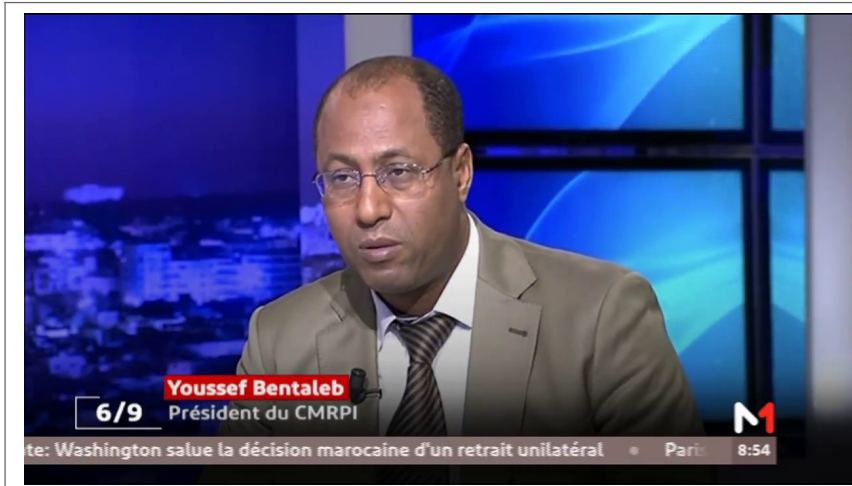 Youssef Bentaleb
6/9
Président du CMRPI
M1
te: Washington salue la décision marocaine d'un retrait unilatéral • Paris
8:54